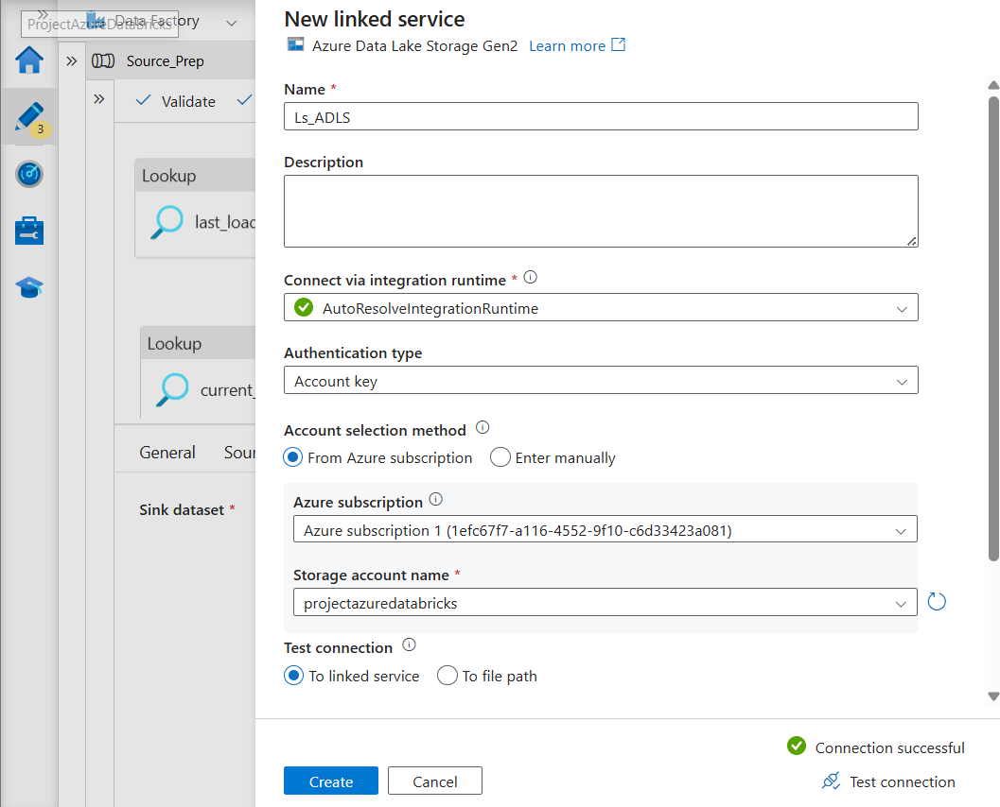 ProjectAzureDatabricks
Data Factory
Source_Prep
Validate
Lookup
last_load
Lookup
current_
General
Sour
Sink dataset *
3
New linked service
Azure Data Lake Storage Gen2 Learn more
Name *
Ls_ADLS
Description
Connect via integration runtime *
AutoResolveIntegrationRuntime
Authentication type
Account key
Account selection method
From Azure subscription
Enter manually
Azure subscription
Azure subscription 1 (1efc67f7-a116-4552-9f10-c6d33423a081)
Storage account name *
projectazuredatabricks
Test connection
To linked service
To file path
Connection successful
Create
Cancel
Test connection